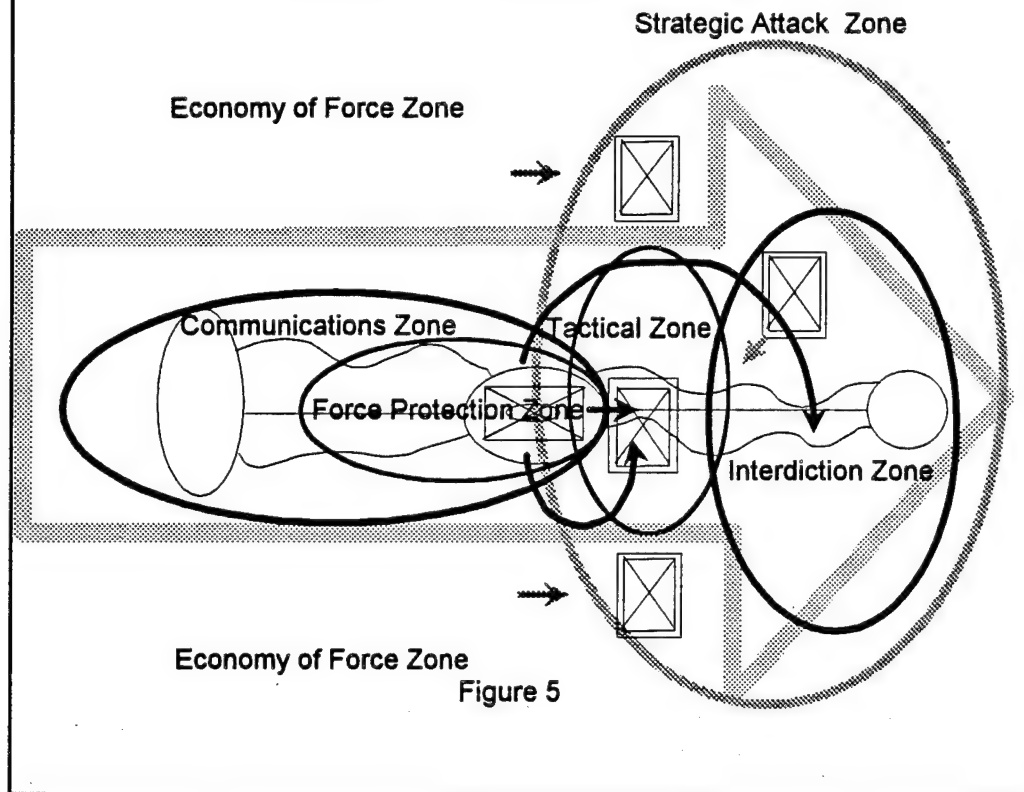 Strategic Attack Zone
Economy of Force Zone
Communications Zone
Tactical Zone
Force Protection Zone
Interdiction Zone
Economy of Force Zone
Figure 5